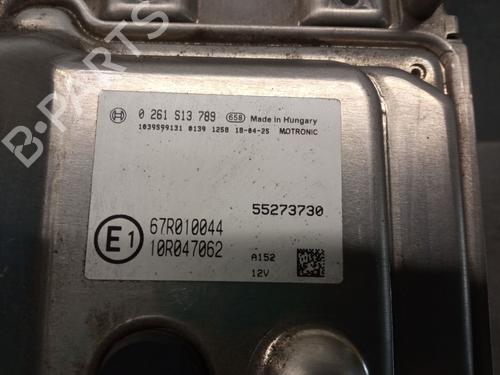 0 261 S13 789 658 Made in Hungary
1039S99131 0139 1258 18-04-25 MOTRONIC
55273730
67R010044
E1
10R047062
A152
12V
B-PARTS